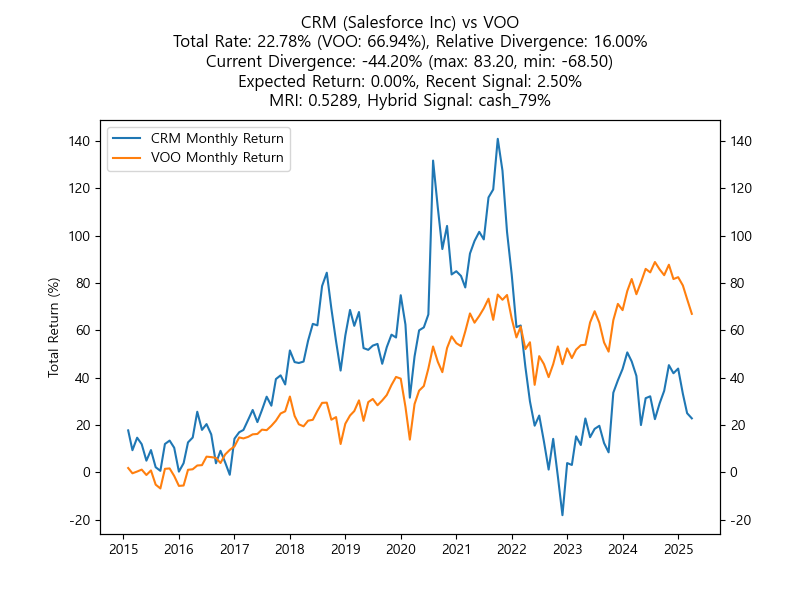 CRM (Salesforce Inc) vs VOO
Total Rate: 22.78% (VOO: 66.94%), Relative Divergence: 16.00%
Current Divergence: -44.20% (max: 83.20, min: -68.50)
Expected Return: 0.00%, Recent Signal: 2.50%
MRI: 0.5289, Hybrid Signal: cash_79%
CRM Monthly Return
VOO Monthly Return
Total Return (%)
140 140
120 120
100 100
80 80
60 60
40 40
20 20
0 0
-20 -20
2015 2016 2017 2018 2019 2020 2021 2022 2023 2024 2025